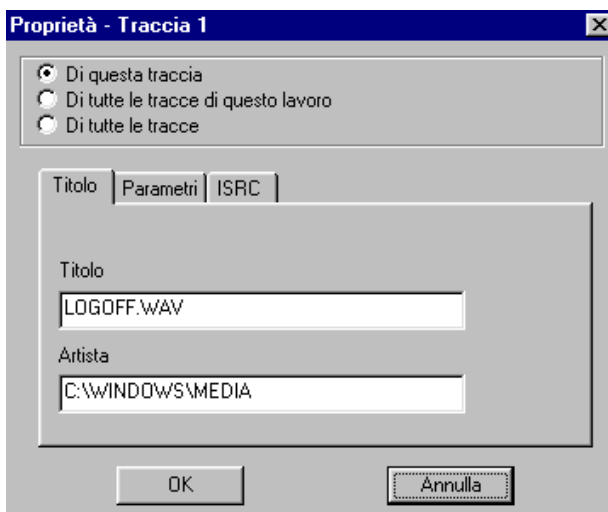 Proprietà - Traccia 1
Di questa traccia
Di tutte le tracce di questo lavoro
Di tutte le tracce
Titolo Parametri ISRC
Titolo
LOGOFF.WAV
Artista
C:\WINDOWS\MEDIA
OK Annulla